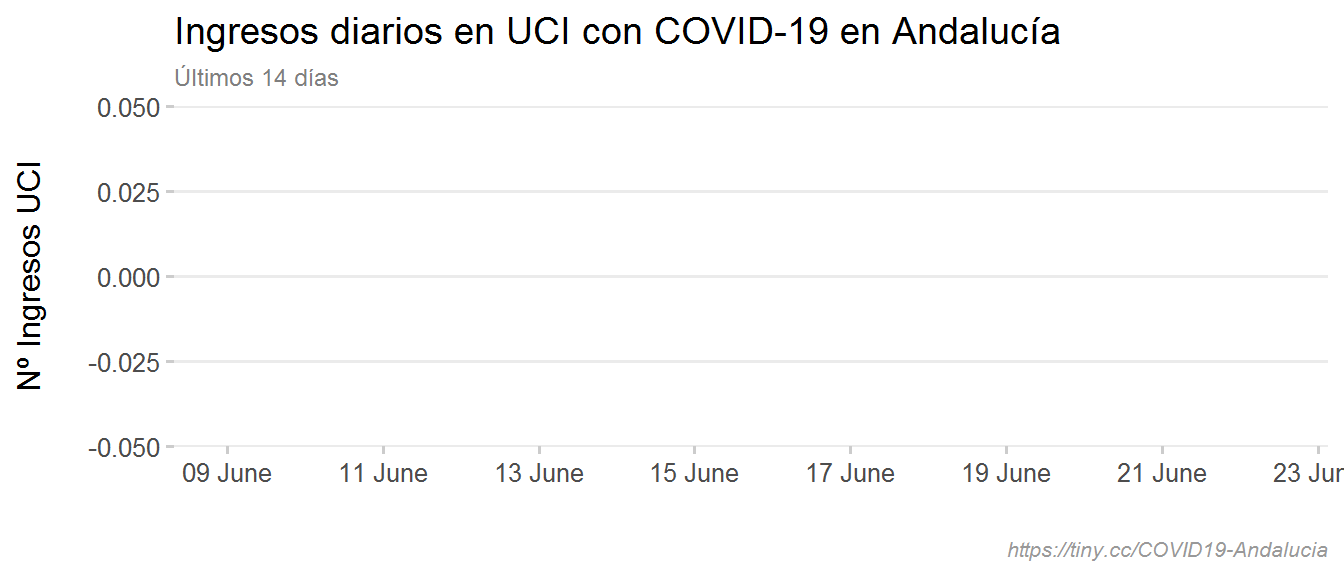 Ingresos diarios en UCI con COVID-19 en Andalucía
Últimos 14 días
Nº Ingresos UCI
0.050
0.025
0.000
-0.025
-0.050
09 June 11 June 13 June 15 June 17 June 19 June 21 June 23 Jun
https://tiny.cc/COVID19-Andalucia